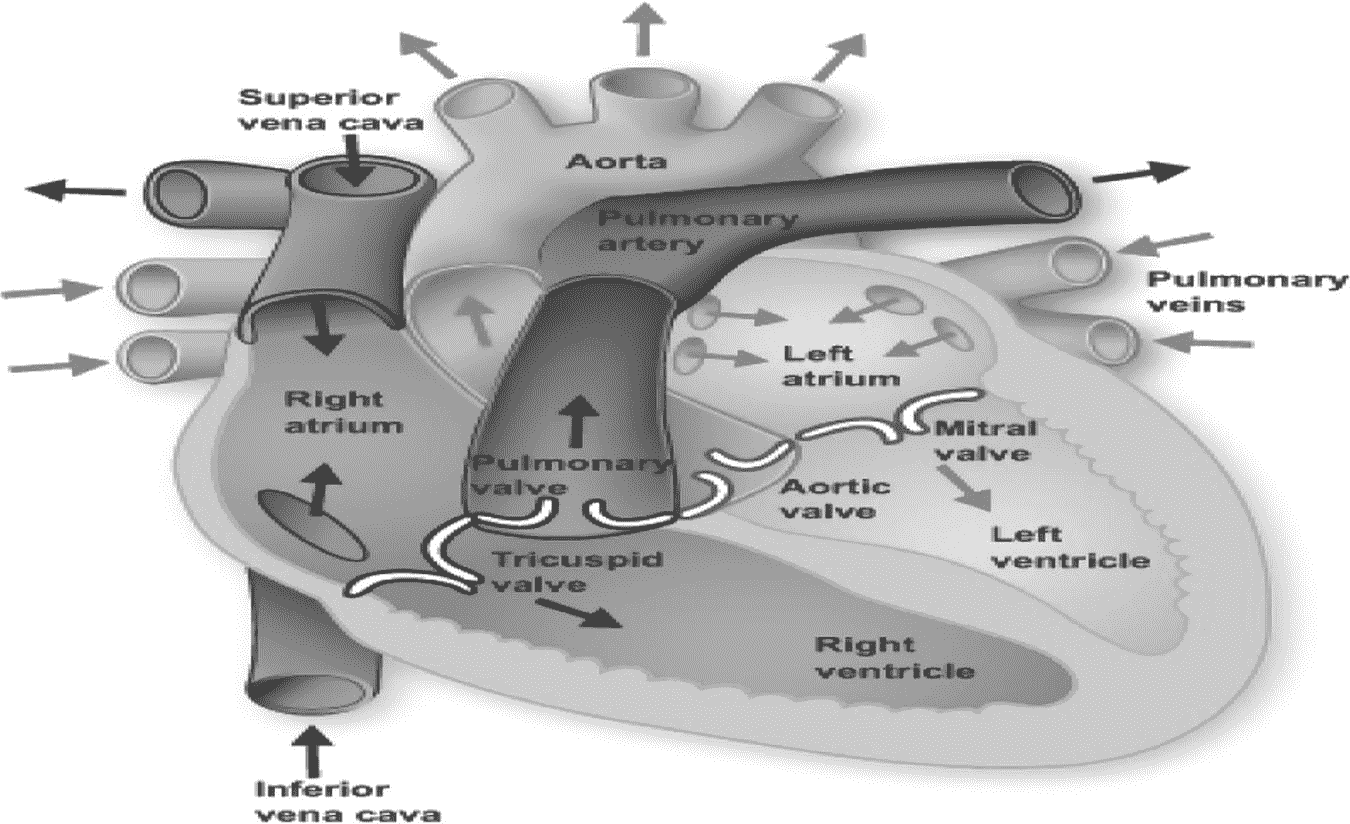 Superior
vena cava
Aorta
Pulmonary
artery
Pulmonary
veins
Left
atrium
Right
atrium
Mitral
valve
Pulmonary
valve
Aortic
valve
Left
ventricle
Tricuspid
valve
Right
ventricle
Inferior
vena cava